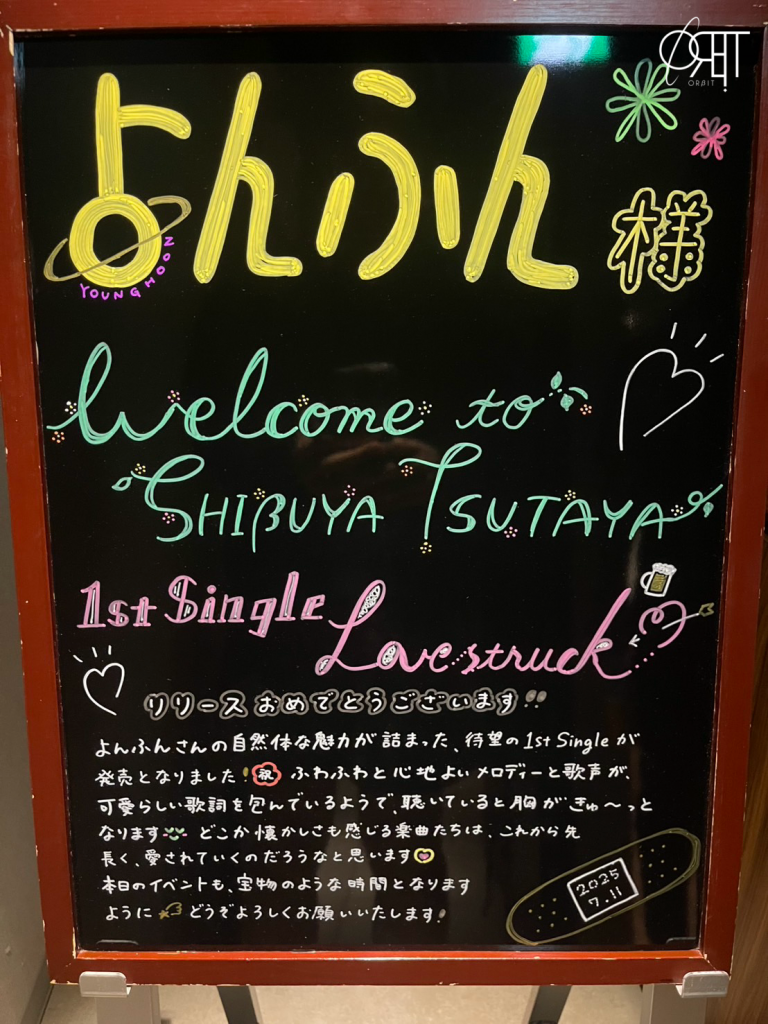 ORBIT
ORBIT
よんふん様
YOUNGHOON
Welcome to
SHIBUYA TSUTAYA
1st Single
Lovestruck
リリースおめでとうございます!!
よんふんさんの自然体な魅力が詰まった、待望の1st Singleが
発売となりました!祝 ふわふわと心地よいメロディーと歌声が、
可愛らしい歌詞を包んでいるようで、聴いていると胸がきゅ〜っと
なります どこか懐かしさも感じる楽曲たちは、これから先
長く、愛されていくのだろうなと思います
本日のイベントも、宝物のような時間となります
ように どうぞよろしくお願いいたします!
2025
7.11